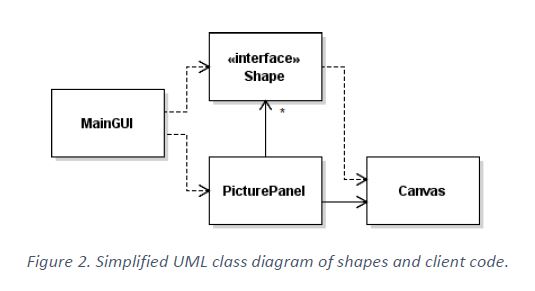 «interface»
Shape
*
MainGUI
PicturePanel
Canvas
Figure 2. Simplified UML class diagram of shapes and client code.